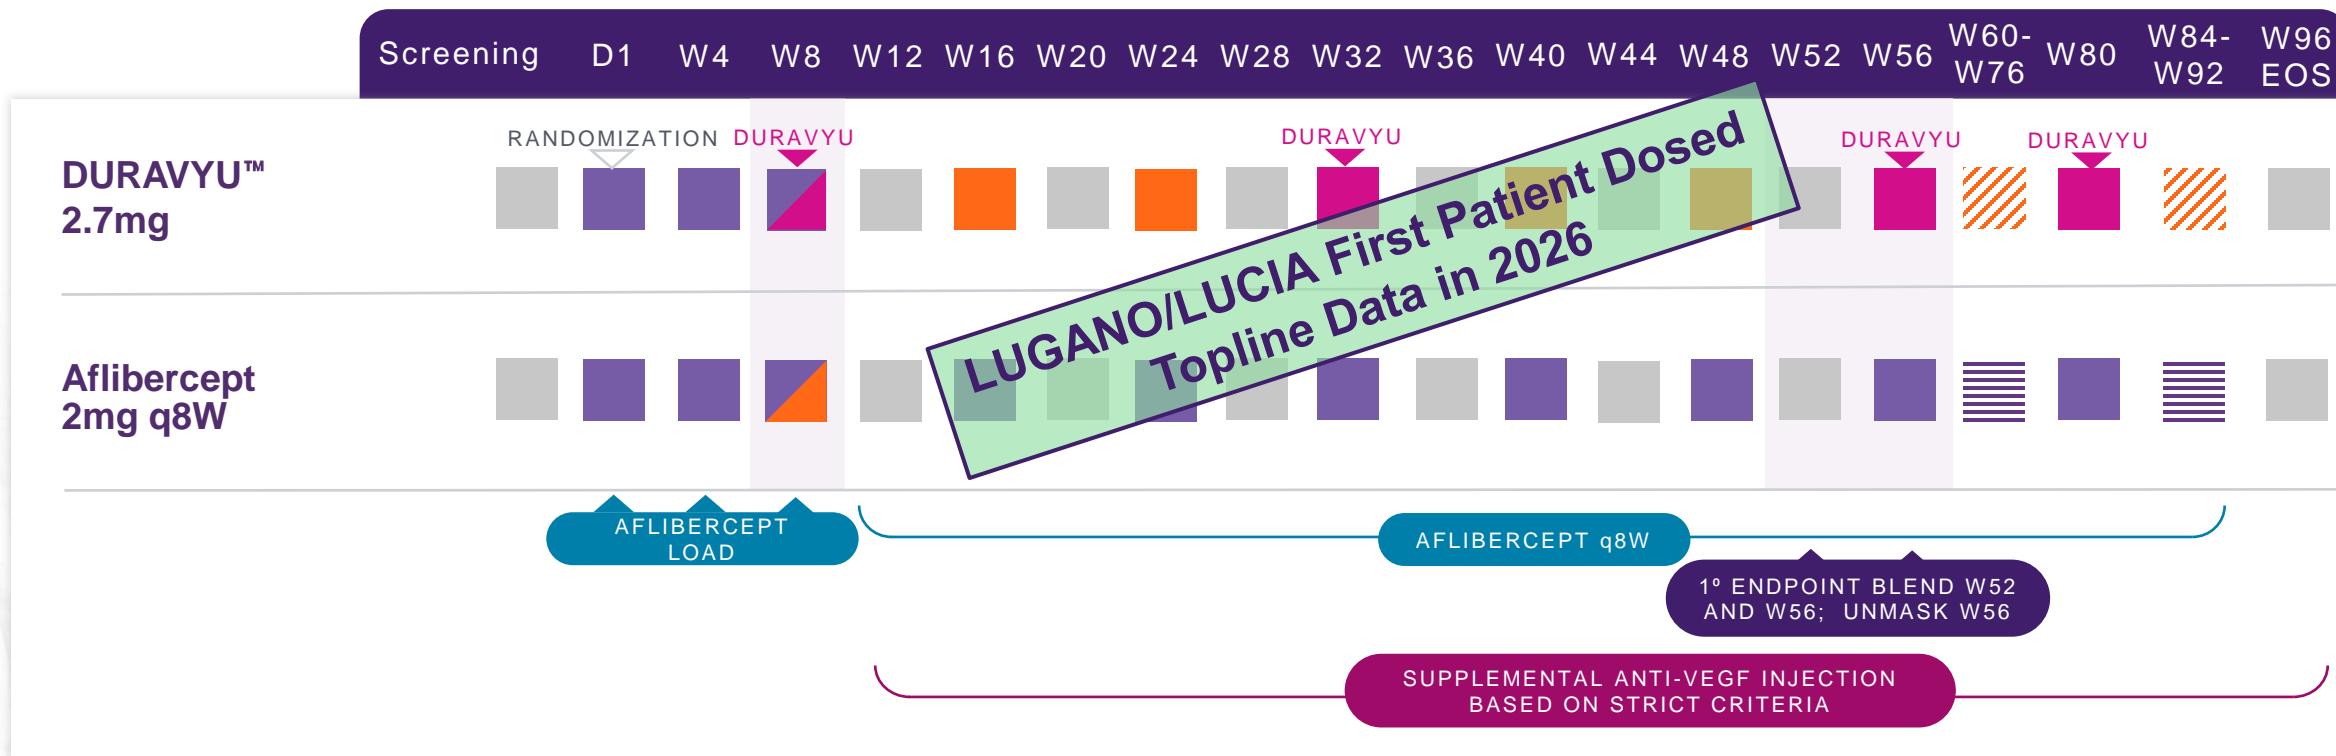 Screening D1 W4 W8 W12 W16 W20 W24 W28 W32 W36 W40 W44 W48 W52 W56 W60- W80 W84- W96
W76 W92 EOS
RANDOMIZATION DURAVYU DURAVYU DURAVYU DURAVYU
DURAVYU™
2.7mg
LUGANO/LUCIA First Patient Dosed
Topline Data in 2026
Aflibercept
2mg q8W
AFLIBERCEPT
LOAD
AFLIBERCEPT q8W
1º ENDPOINT BLEND W52
AND W56; UNMASK W56
SUPPLEMENTAL ANTI-VEGF INJECTION
BASED ON STRICT CRITERIA